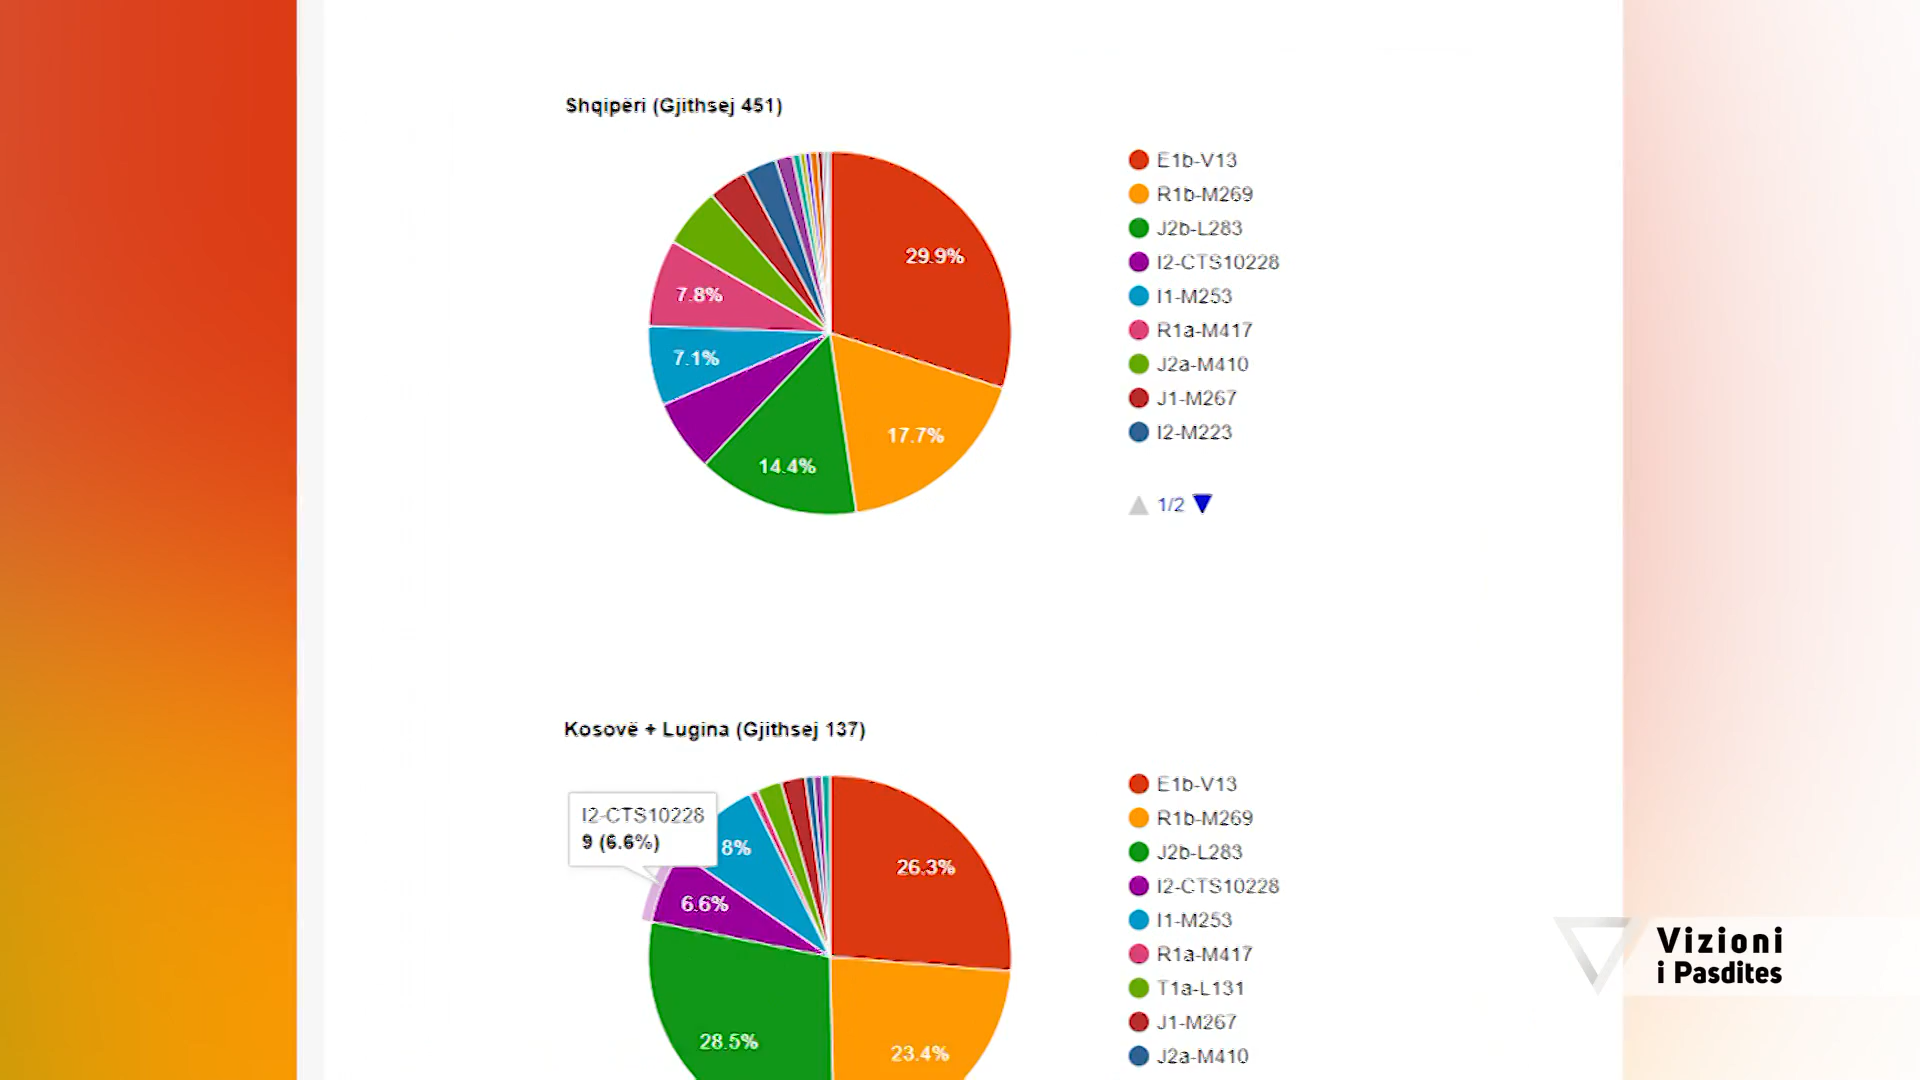 Shqipëri (Gjithsej 451)
29.9%
17.7%
14.4%
7.1%
7.8%
E1b-V13
R1b-M269
J2b-L283
I2-CTS10228
I1-M253
R1a-M417
J2a-M410
J1-M267
I2-M223
1/2
Kosovë + Lugina (Gjithsej 137)
I2-CTS10228
9 (6.6%)
8%
6.6%
26.3%
28.5%
23.4%
E1b-V13
R1b-M269
J2b-L283
I2-CTS10228
I1-M253
R1a-M417
T1a-L131
J1-M267
J2a-M410
Vizioni
i Pasdites